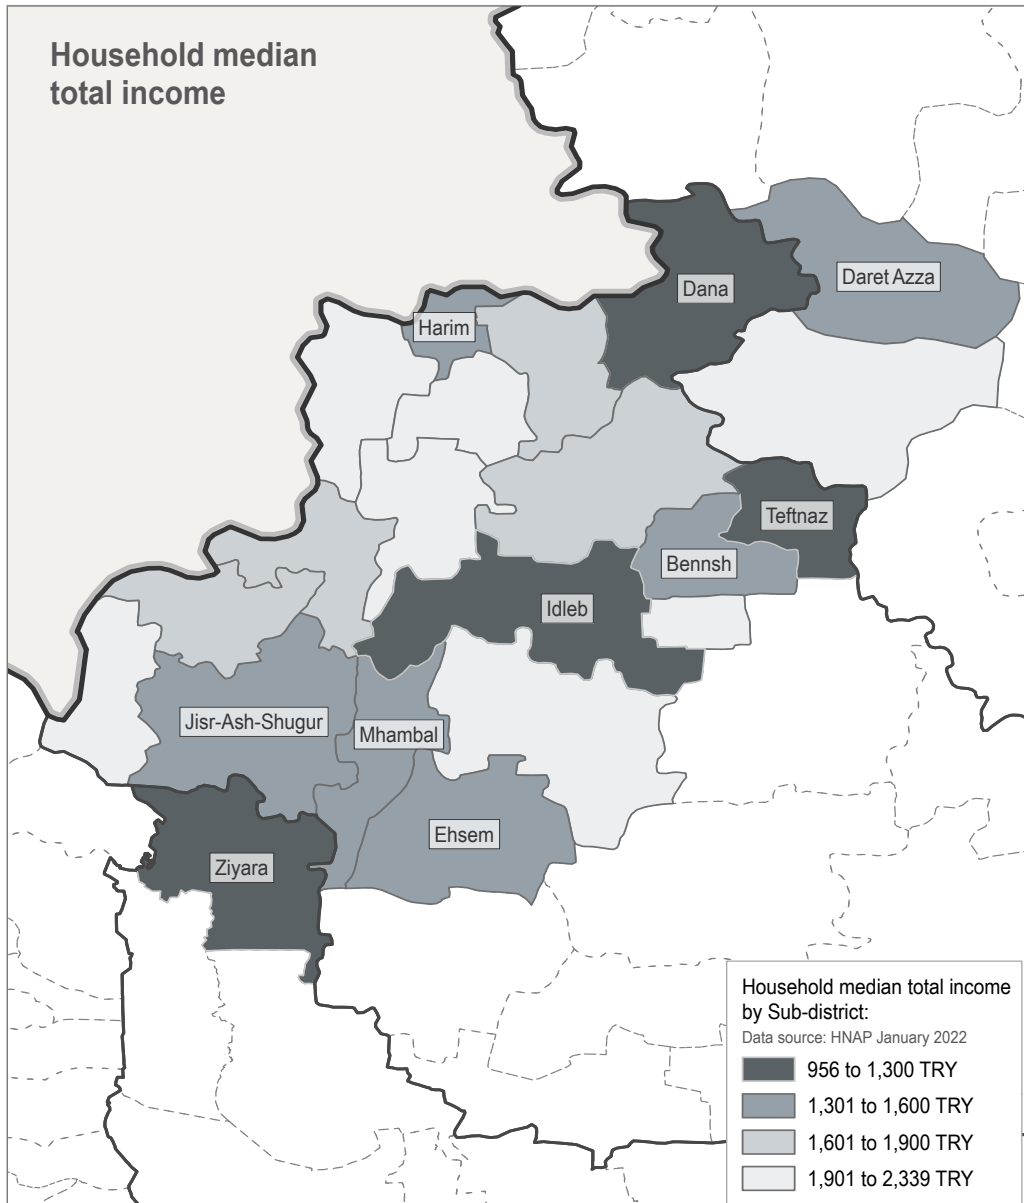 Household median
total income
Dana
Daret Azza
Harim
Teftnaz
Bennsh
Idleb
Jisr-Ash-Shugur
Mhambal
Ehsem
Ziyara
Household median total income
by Sub-district:
Data source: HNAP January 2022
956 to 1,300 TRY
1,301 to 1,600 TRY
1,601 to 1,900 TRY
1,901 to 2,339 TRY